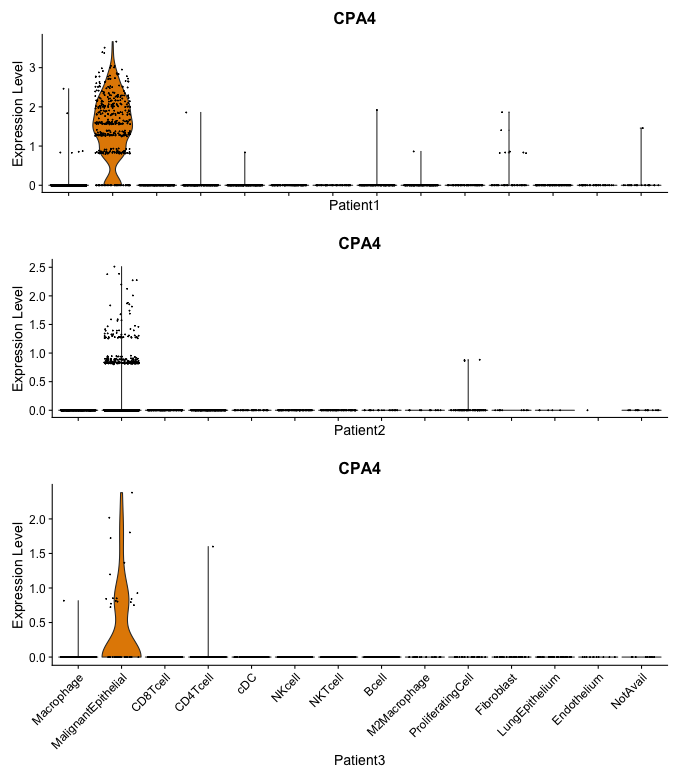 CPA4
Expression Level
3
2
1
0
Patient1
CPA4
Expression Level
2.5
2.0
1.5
1.0
0.5
0.0
Patient2
CPA4
Expression Level
2.0
1.5
1.0
0.5
0.0
Macrophage
MalignantEpithelial
CD8Tcell
CD4Tcell
cDC
NKcell
NKTcell
Bcell
M2Macrophage
ProliferatingCell
Fibroblast
LungEpithelium
Endothelium
NotAvail
Patient3